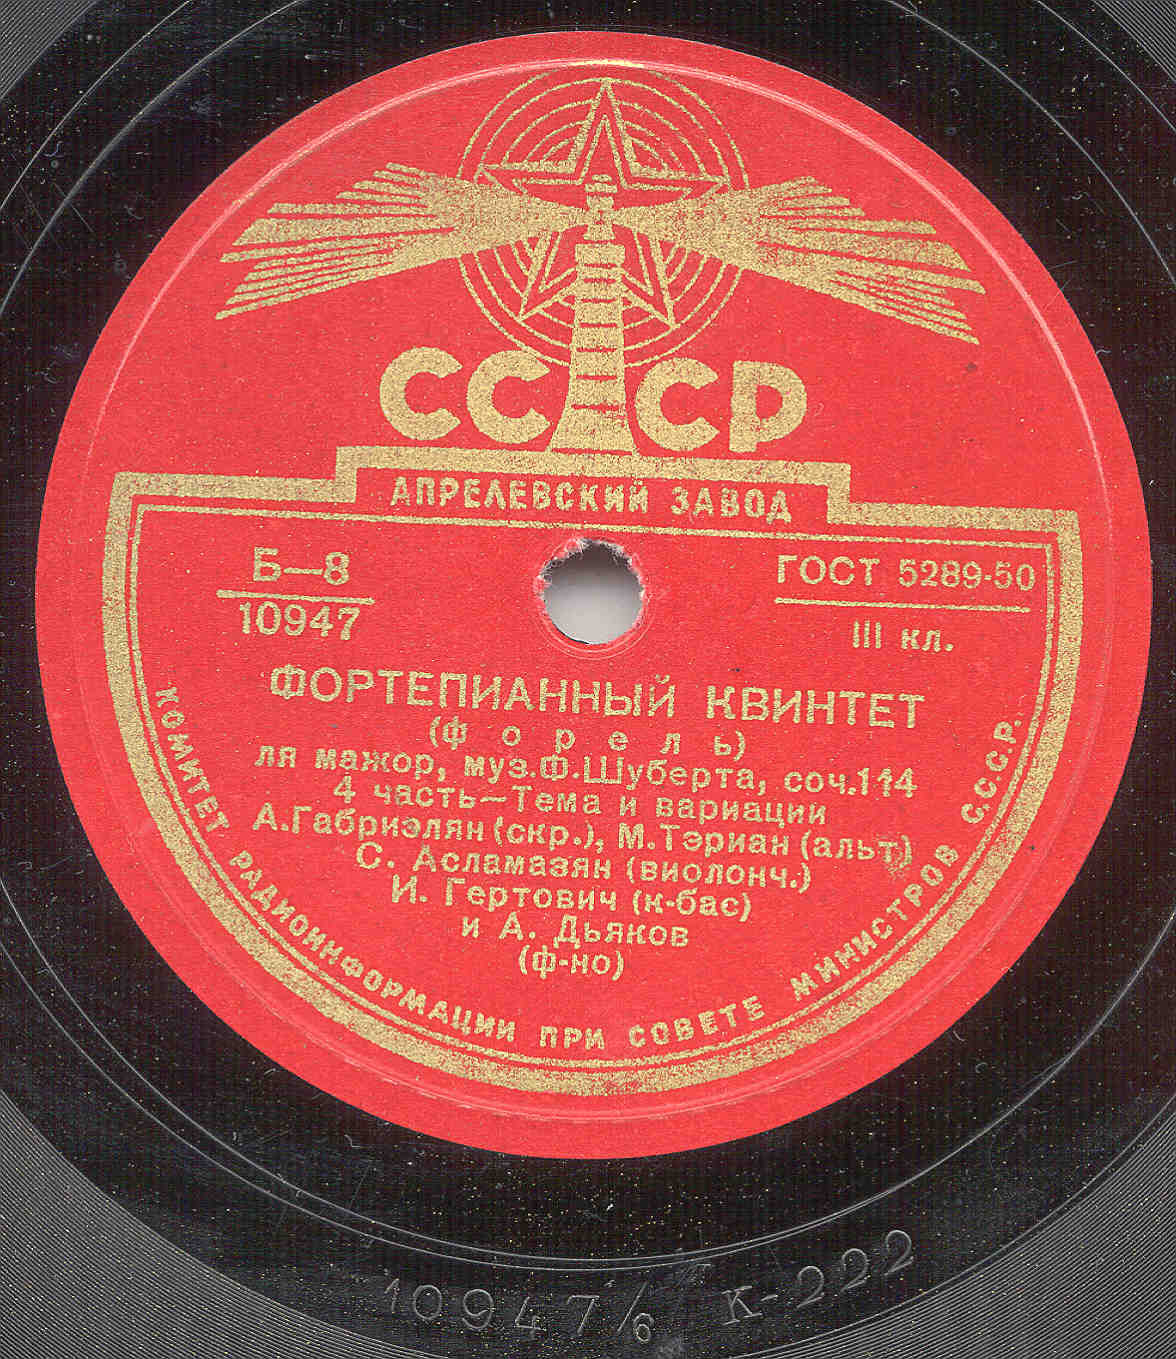 СССР
АПРЕЛЕВСКИЙ ЗАВОД
Б—8
10947
ГОСТ 5289-50
III кл.
ФОРТЕПИАННЫЙ КВИНТЕТ
(ф о р е л ь)
ля мажор, муз.Ф.Шуберта, соч.114
4 часть—Тема и вариации
А.Габриэлян (скр.), М.Тэриан (альт)
С. Асламазян (виолонч.)
И. Гертович (к-бас)
и А. Дьяков
(ф-но)
КОМИТЕТ РАДИОИНФОРМАЦИИ ПРИ СОВЕТЕ МИНИСТРОВ С.С.С.Р.
10947/6 К-222